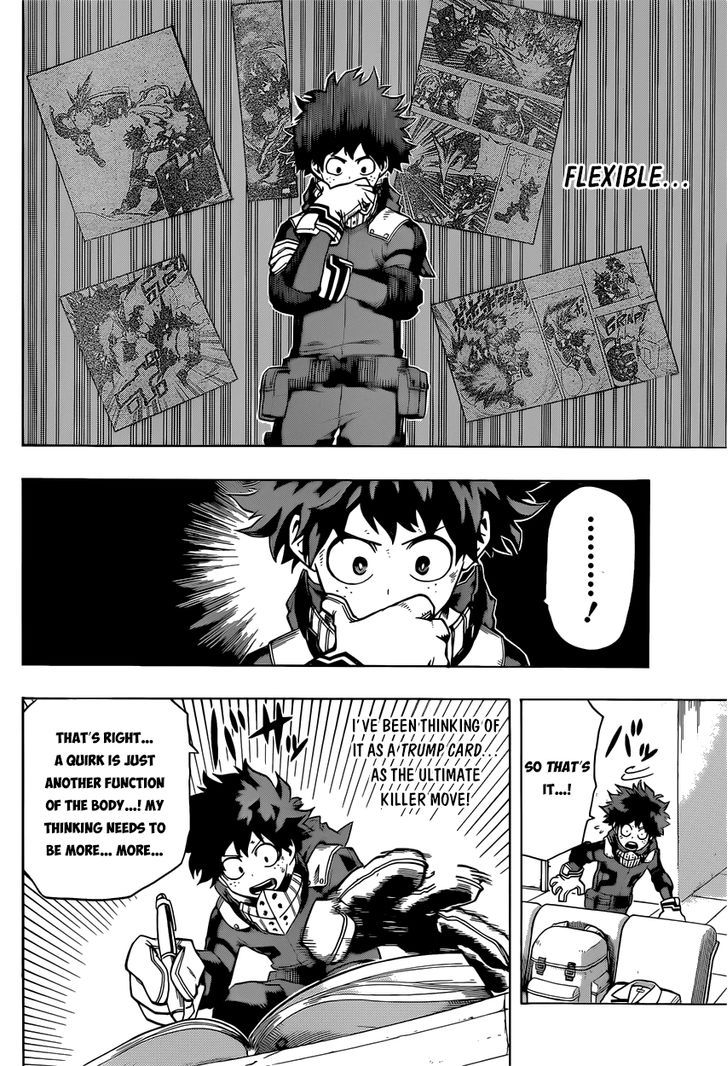 FLEXIBLE...
.........!
SO THAT'S
IT...!
I'VE BEEN THINKING OF
IT AS A TRUMP CARD...
AS THE ULTIMATE
KILLER MOVE!
THAT'S RIGHT...
A QUIRK IS JUST
ANOTHER FUNCTION
OF THE BODY...! MY
THINKING NEEDS TO
BE MORE... MORE...